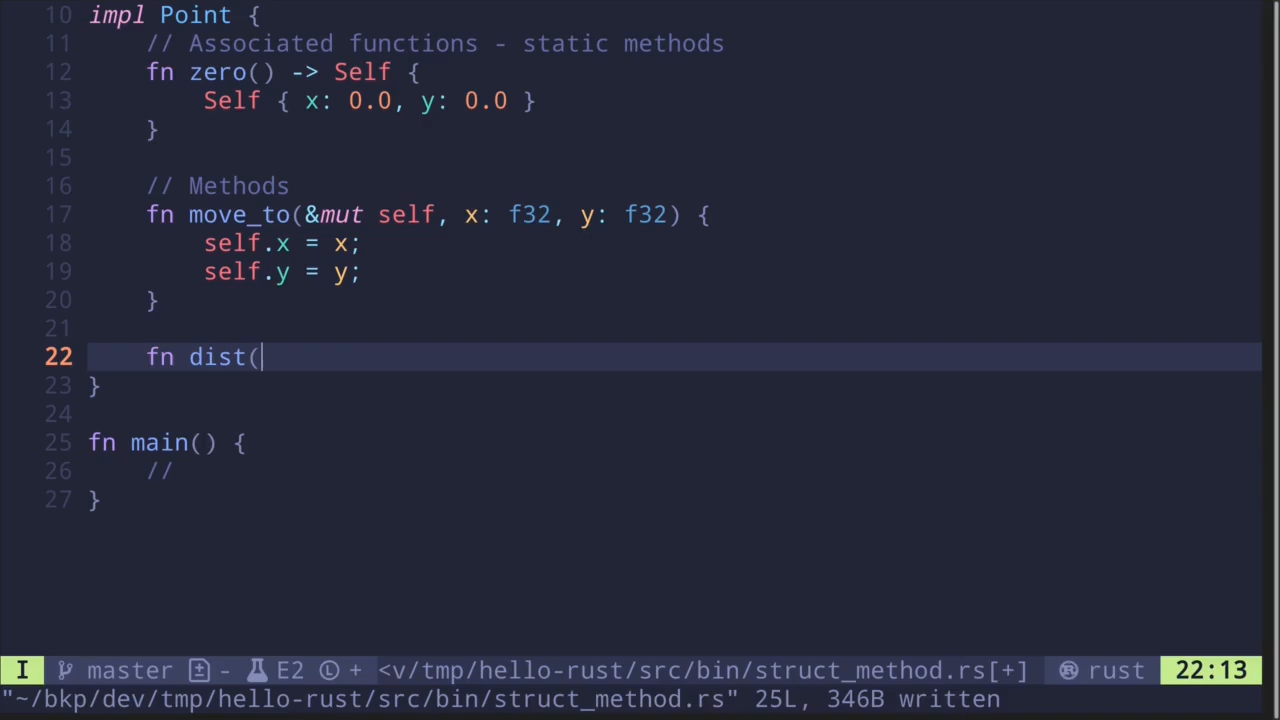 10 impl Point {
11     // Associated functions - static methods
12     fn zero() -> Self {
13         Self { x: 0.0, y: 0.0 }
14     }
15
16     // Methods
17     fn move_to(&mut self, x: f32, y: f32) {
18         self.x = x;
19         self.y = y;
20     }
21
22     fn dist(
23 }
24
25 fn main() {
26     //
27 }
I master - E2 + <v/tmp/hello-rust/src/bin/struct_method.rs[+] rust 22:13
"~/bkp/dev/tmp/hello-rust/src/bin/struct_method.rs" 25L, 346B written